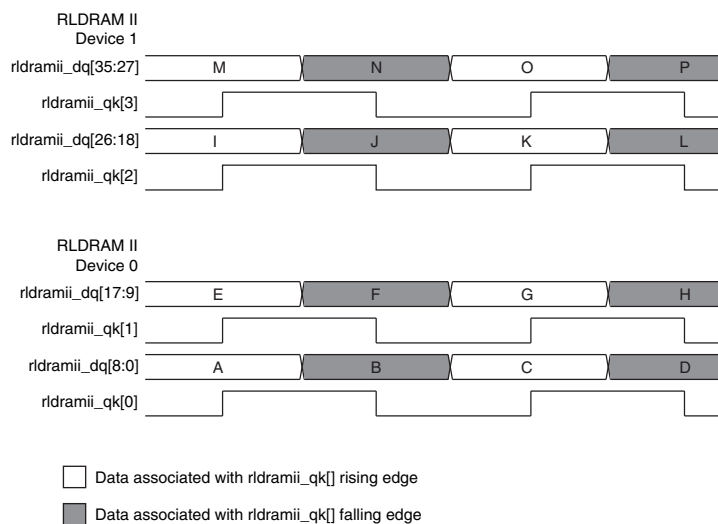 RLDRAM II
Device 1
rldramii_dq[35:27] M N O P
rldramii_qk[3]
rldramii_dq[26:18] I J K L
rldramii_qk[2]
RLDRAM II
Device 0
rldramii_dq[17:9] E F G H
rldramii_qk[1]
rldramii_dq[8:0] A B C D
rldramii_qk[0]
Data associated with rldramii_qk[] rising edge
Data associated with rldramii_qk[] falling edge